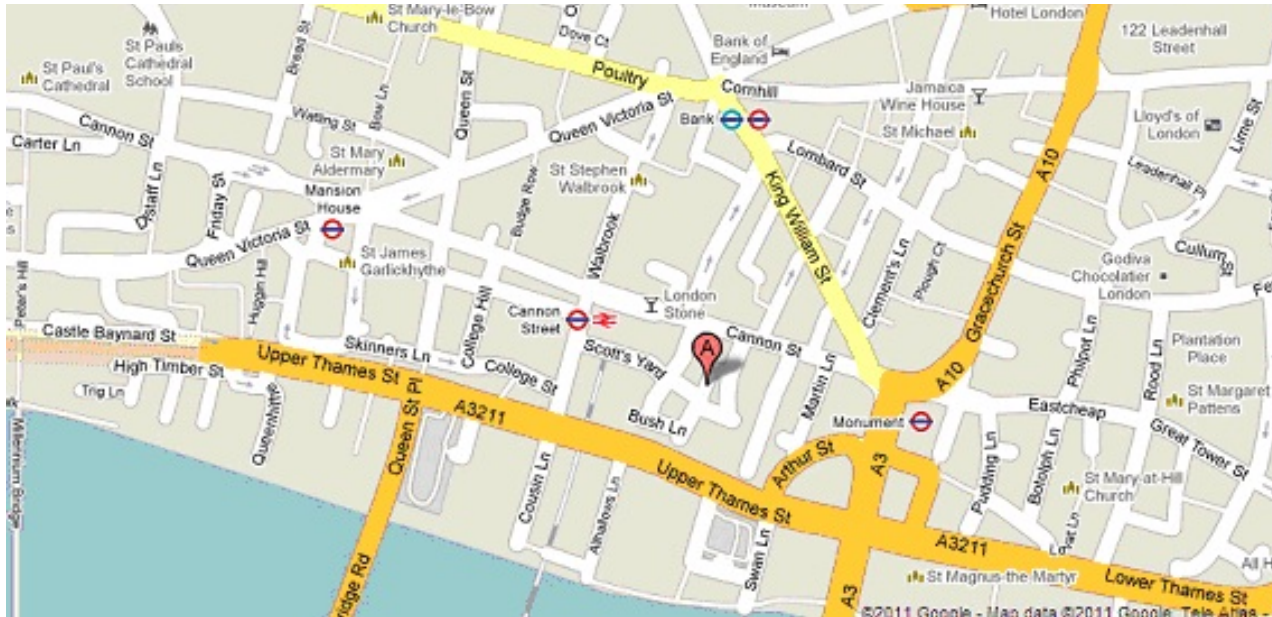 St Mary-le-Bow
Church
Dove Ct
Hotel London
122 Leadenhall
Street
St Pauls
Cathedral
School
St Paul's
Cathedral
Bread St
Bow Ln
Queen St
Poultry
Bank of
England
Cornhill
Jamaica
Wine House
St Michael
Lloyd's of
London
Lime St
Cannon St
Carter Ln
Watling St
Queen Victoria St
Bank
A10
Lombard St
Leadenhall Pl
St Mary
Aldermary
St Stephen
Walbrook
Mansion
House
Distaff Ln
Friday St
Budge Row
Walbrook
King William St
Queen Victoria St
St James
Garlickhythe
Clement's Ln
Plough Ct
Gracechurch St
Cullum St
Godiva
Chocolatier
London
Huggin Hill
College Hill
Cannon
Street
London
Stone
Cannon St
A
Castle Baynard St
Skinners Ln
Scott's Yard
Philpot Ln
Rood Ln
Plantation
Place
High Timber St
Upper Thames St
College St
A10
Trig Ln
Queenhithe
Queen St Pl
A3211
Bush Ln
Martin Ln
Monument
Eastcheap
St Margaret
Pattens
Great Tower St
Arthur St
A3
Pudding Ln
Botolph Ln
St Mary-at-Hill
Church
Millennium Bridge
Cousin Ln
Allhallows Ln
Upper Thames St
Swan Ln
A3211
St Magnus-the-Martyr
Lower Thames St
A3
©2011 Google - Map data ©2011 Google, Tele Atlas -